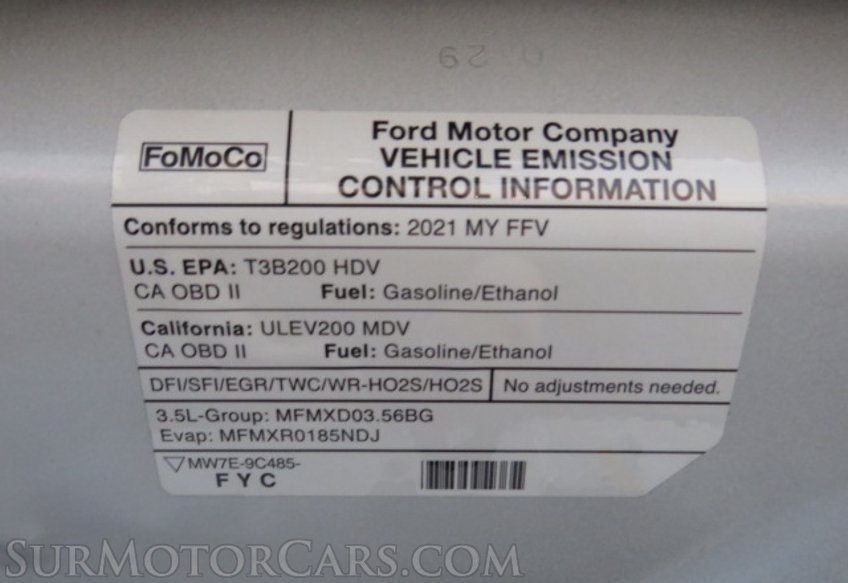 FoMoCo
Ford Motor Company
VEHICLE EMISSION
CONTROL INFORMATION
Conforms to regulations: 2021 MY FFV
U.S. EPA: T3B200 HDV
CA OBD II Fuel: Gasoline/Ethanol
California: ULEV200 MDV
CA OBD II Fuel: Gasoline/Ethanol
DFI/SFI/EGR/TWC/WR-HO2S/HO2S No adjustments needed.
3.5L-Group: MFMXD03.56BG
Evap: MFMXR0185NDJ
MW7E-9C485-
F Y C
SURMOTORCARS.COM